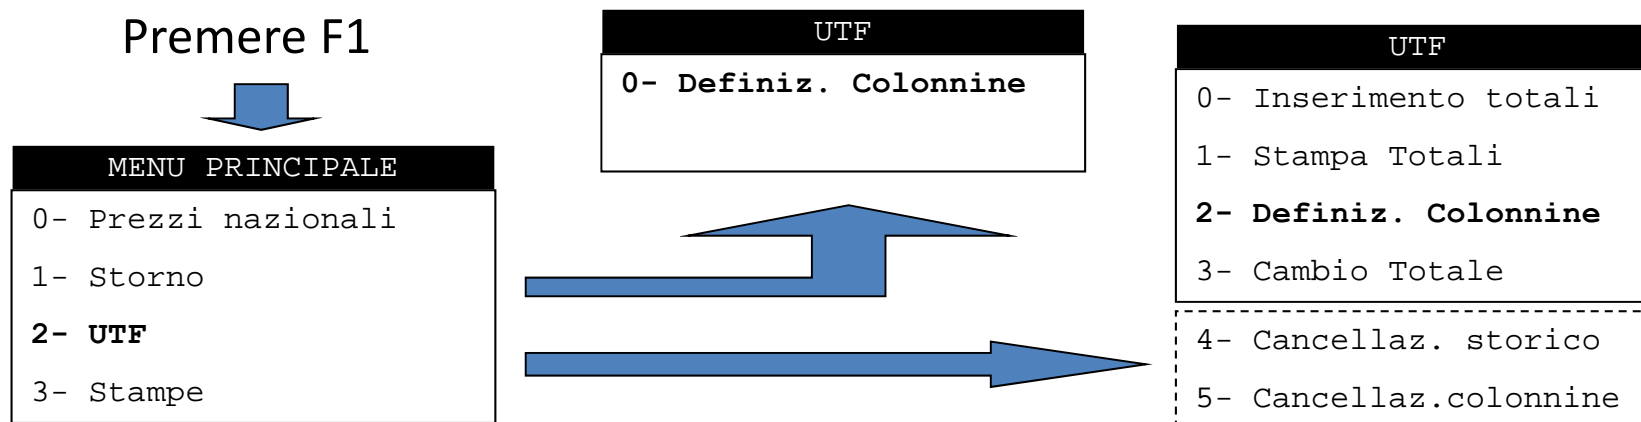 Premere F1
MENU PRINCIPALE
0- Prezzi nazionali
1- Storno
2- UTF
3- Stampe
UTF
0- Definiz. Colonnine
UTF
0- Inserimento totali
1- Stampa Totali
2- Definiz. Colonnine
3- Cambio Totale
4- Cancellaz. storico
5- Cancellaz.colonnine